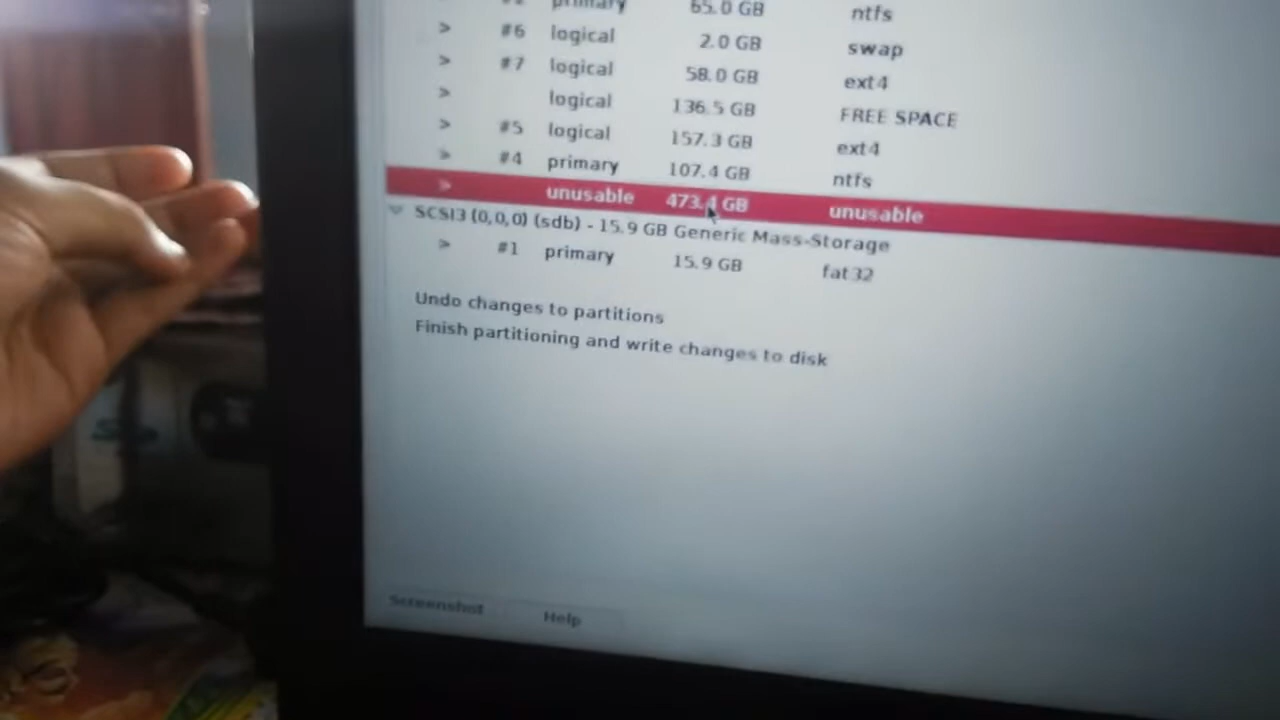 primary 65.0 GB ntfs
> #6 logical 2.0 GB swap
> #7 logical 58.0 GB ext4
> logical 136.5 GB FREE SPACE
> #5 logical 157.3 GB ext4
> #4 primary 107.4 GB ntfs
> unusable 473.4 GB unusable
SCSI3 (0,0,0) (sdb) - 15.9 GB Generic Mass-Storage
> #1 primary 15.9 GB fat32
Undo changes to partitions
Finish partitioning and write changes to disk
Screenshot Help